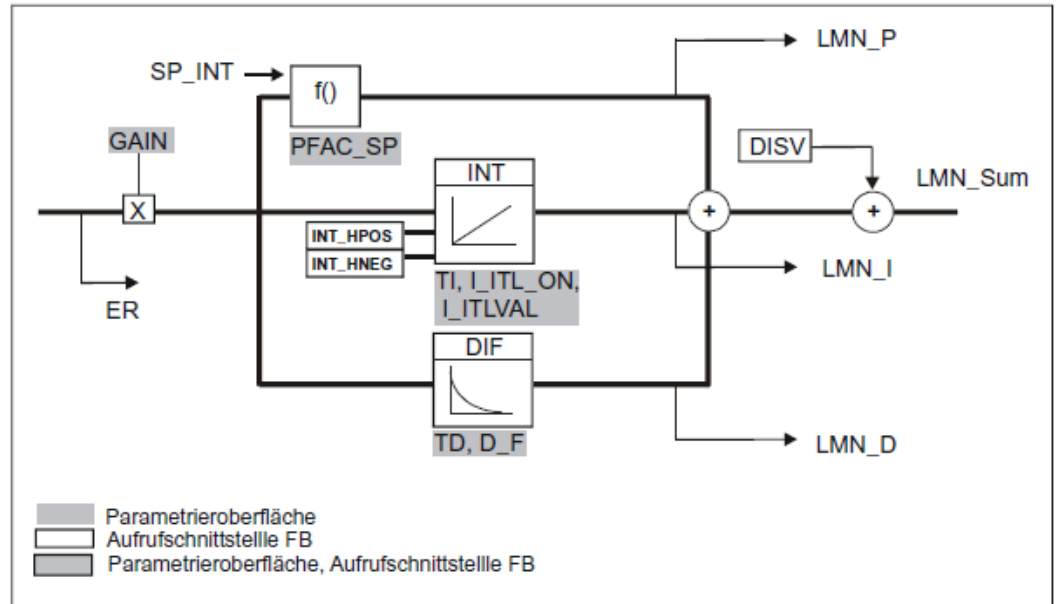 LMN_P
SP_INT
f()
GAIN
PFAC_SP
DISV
INT
LMN_Sum
X
+
+
INT_HPOS
INT_HNEG
LMN_I
TI, I_ITL_ON,
I_ITLVAL
ER
DIF
TD, D_F
LMN_D
Parametrieroberfläche
Aufrufschnittstellle FB
Parametrieroberfläche, Aufrufschnittstellle FB